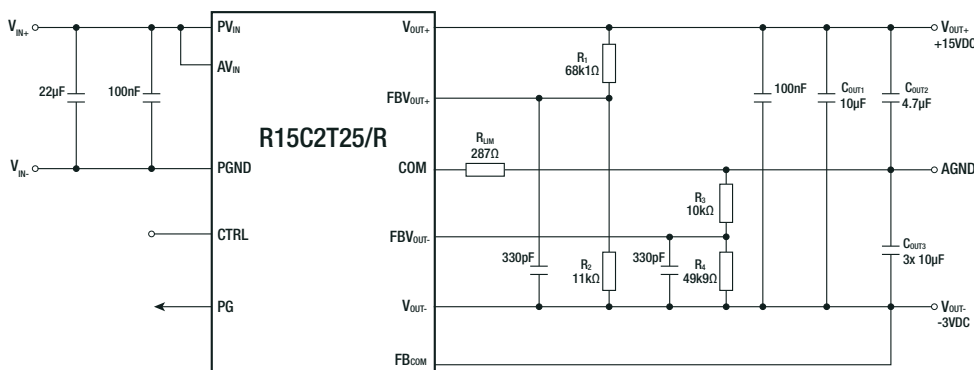 VIN+
PVIN
VOUT+
VOUT+
+15VDC
R1
68k1Ω
AVIN
22µF
100nF
FBVOUT+
100nF
COUT1
10µF
COUT2
4.7µF
R15C2T25/R
RLIM
287Ω
VIN-
PGND
COM
AGND
R3
10kΩ
CTRL
FBVOUT-
330pF
R2
11kΩ
330pF
R4
49k9Ω
COUT3
3x 10µF
PG
VOUT-
VOUT-
-3VDC
FBCOM